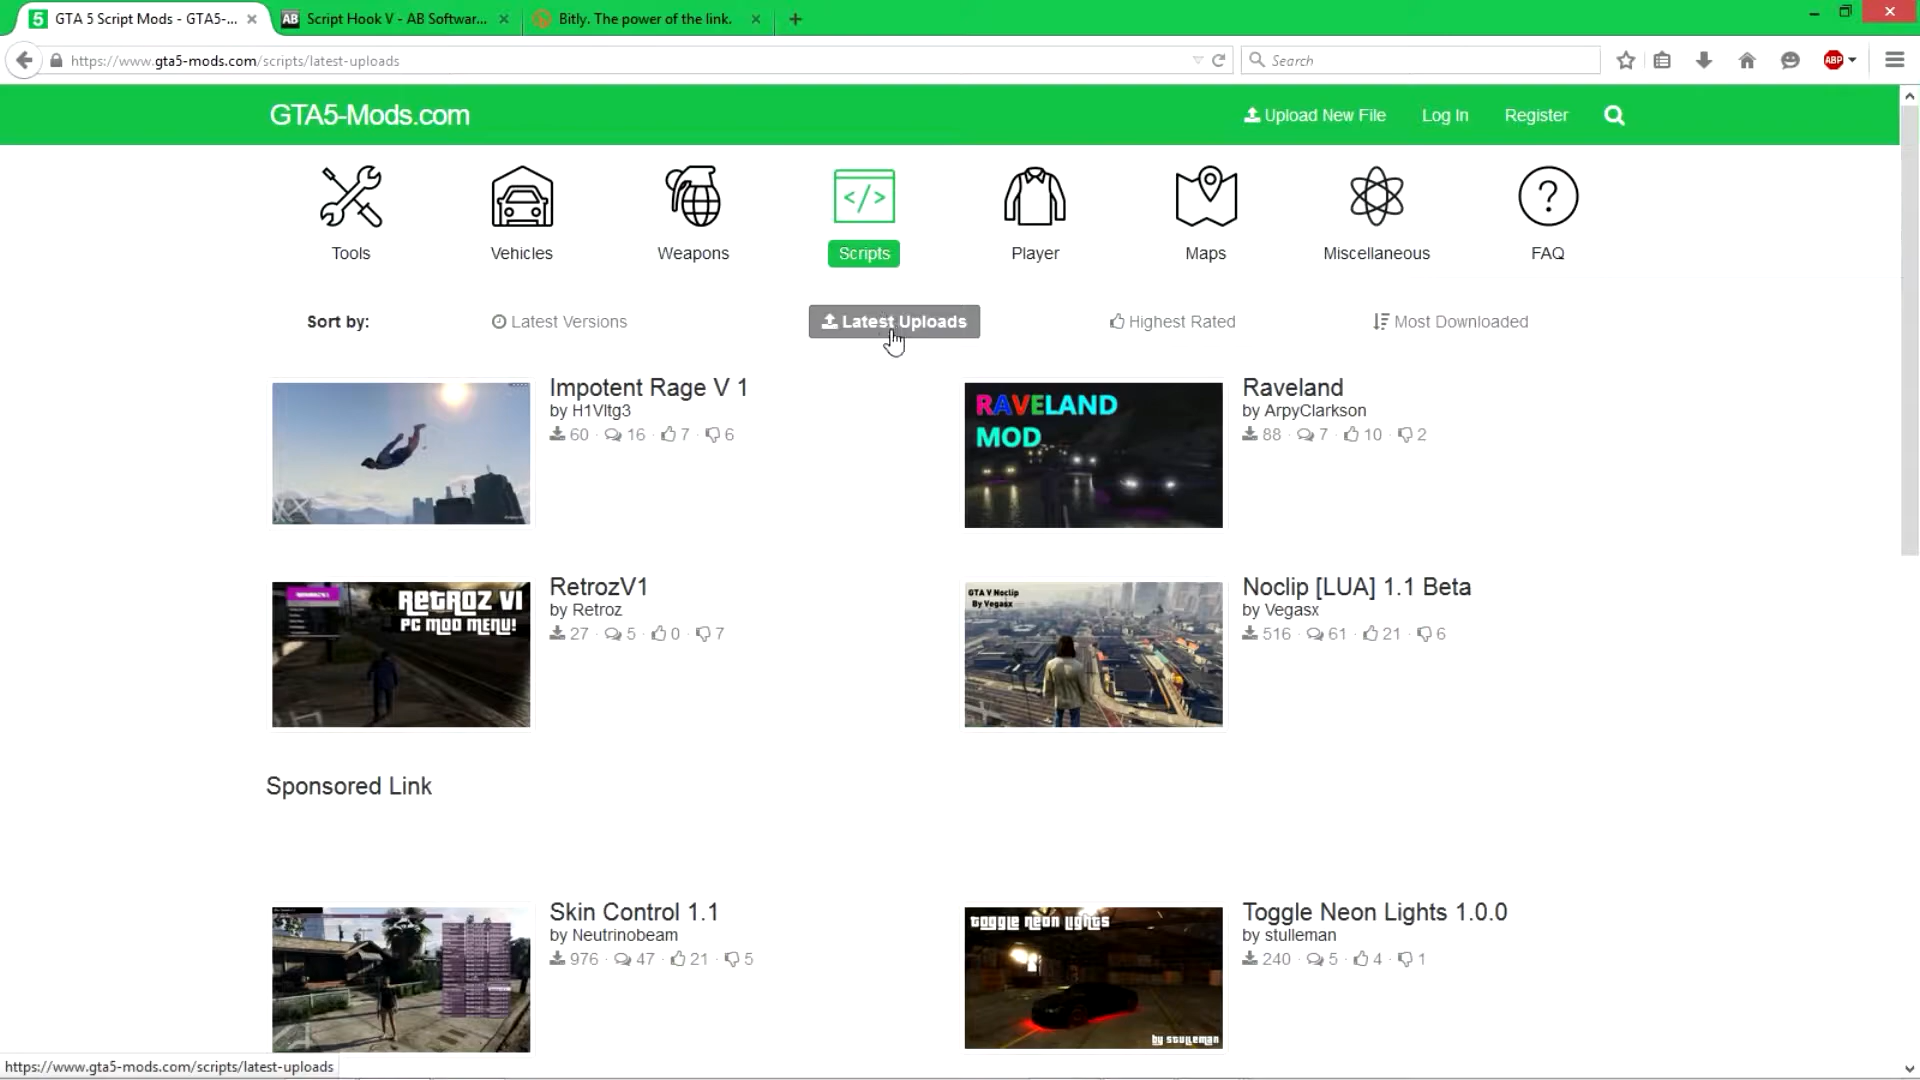 GTA 5 Script Mods - GTA5-...
Script Hook V - AB Softwar...
Bitly. The power of the link.
https://www.gta5-mods.com/scripts/latest-uploads
Search
ABP
GTA5-Mods.com
Upload New File
Log In
Register
Tools
Vehicles
Weapons
Scripts
Player
Maps
Miscellaneous
FAQ
Sort by:
Latest Versions
Latest Uploads
Highest Rated
Most Downloaded
Impotent Rage V 1
by H1Vltg3
60 · 16 · 7 · 6
RAVELAND
MOD
Raveland
by ArpyClarkson
88 · 7 · 10 · 2
RETROZ V1
PC MOD MENU!
RetrozV1
by Retroz
27 · 5 · 0 · 7
GTA V Noclip
By Vegasx
Noclip [LUA] 1.1 Beta
by Vegasx
516 · 61 · 21 · 6
Sponsored Link
Skin Control 1.1
by Neutrinobeam
976 · 47 · 21 · 5
Toggle Neon Lights
by stulleman
Toggle Neon Lights 1.0.0
by stulleman
240 · 5 · 4 · 1
https://www.gta5-mods.com/scripts/latest-uploads